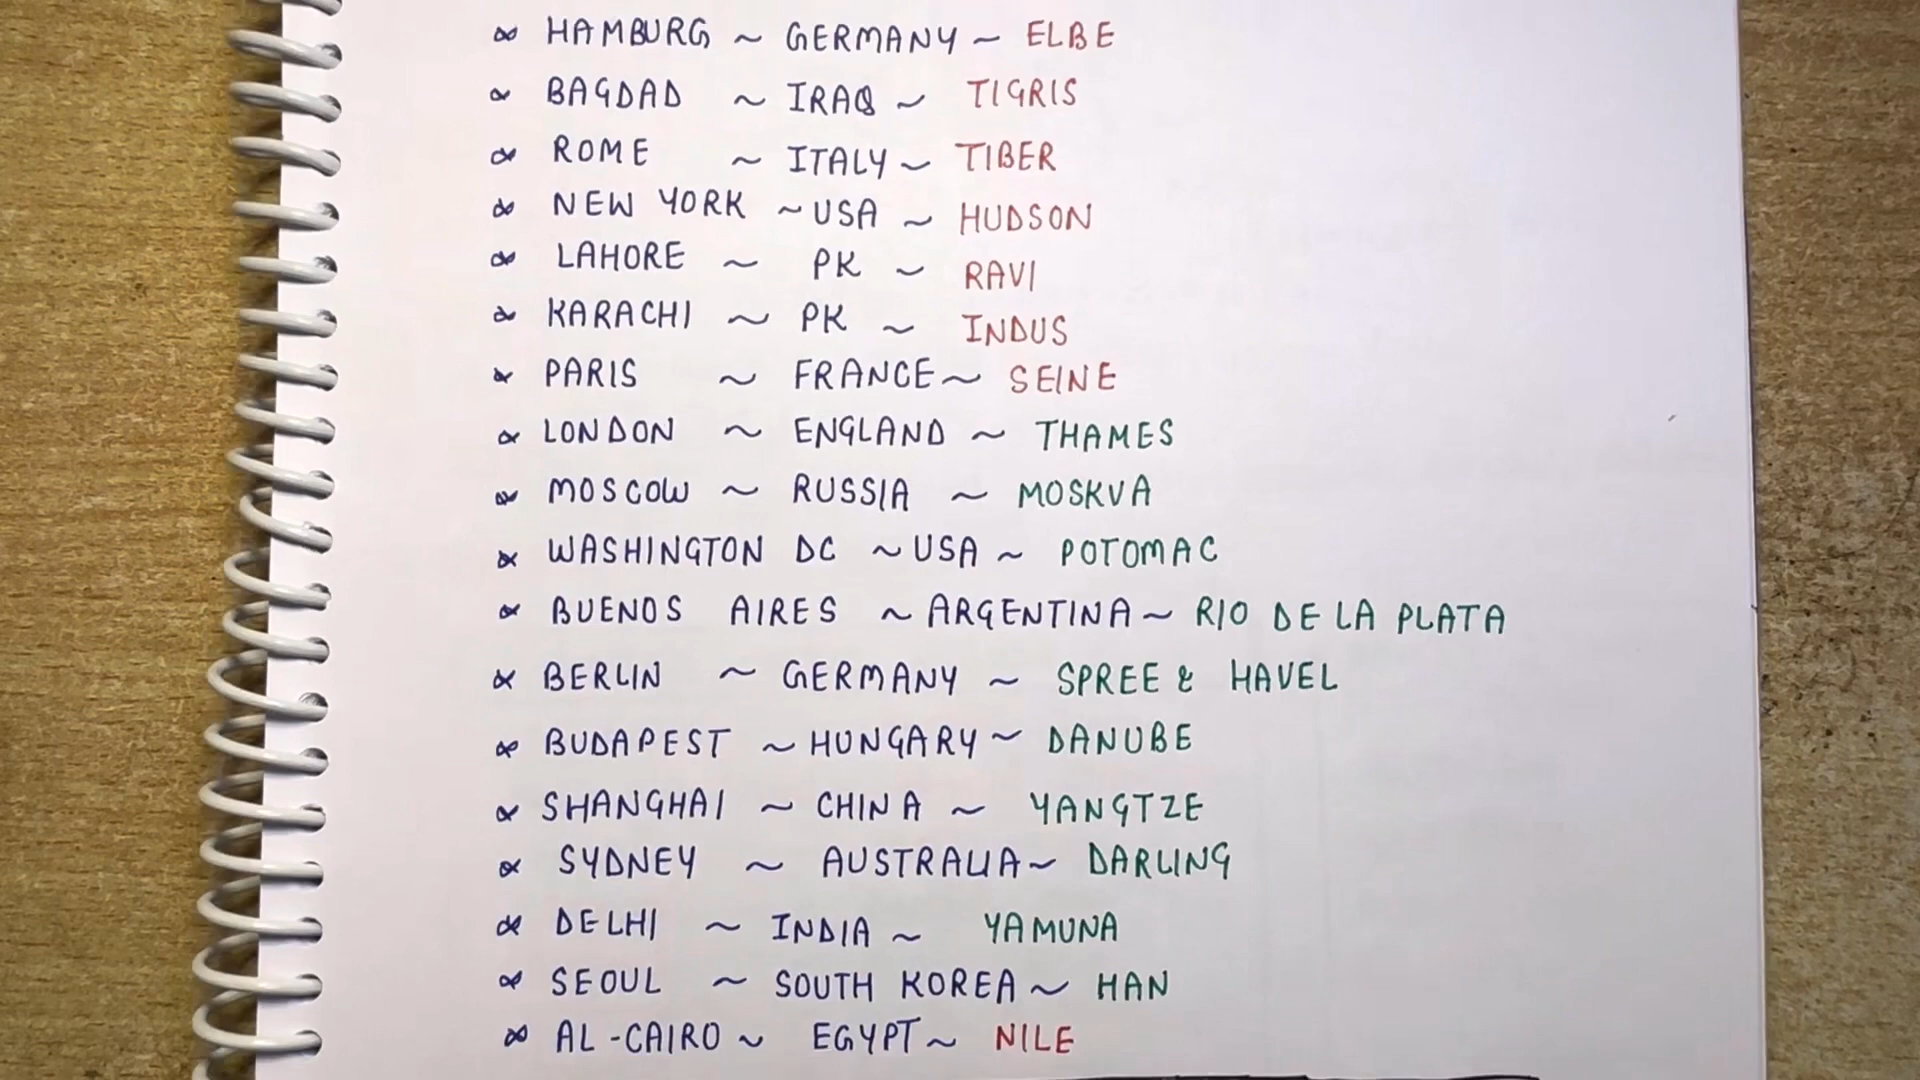 HAMBURG ~ GERMANY ~ ELBE
BAGDAD ~ IRAQ ~ TIGRIS
ROME ~ ITALY ~ TIBER
NEW YORK ~ USA ~ HUDSON
LAHORE ~ PK ~ RAVI
KARACHI ~ PK ~ INDUS
PARIS ~ FRANCE ~ SEINE
LONDON ~ ENGLAND ~ THAMES
MOSCOW ~ RUSSIA ~ MOSKVA
WASHINGTON DC ~ USA ~ POTOMAC
BUENOS AIRES ~ ARGENTINA ~ RIO DE LA PLATA
BERLIN ~ GERMANY ~ SPREE & HAVEL
BUDAPEST ~ HUNGARY ~ DANUBE
SHANGHAI ~ CHINA ~ YANGTZE
SYDNEY ~ AUSTRALIA ~ DARLING
DELHI ~ INDIA ~ YAMUNA
SEOUL ~ SOUTH KOREA ~ HAN
AL-CAIRO ~ EGYPT ~ NILE